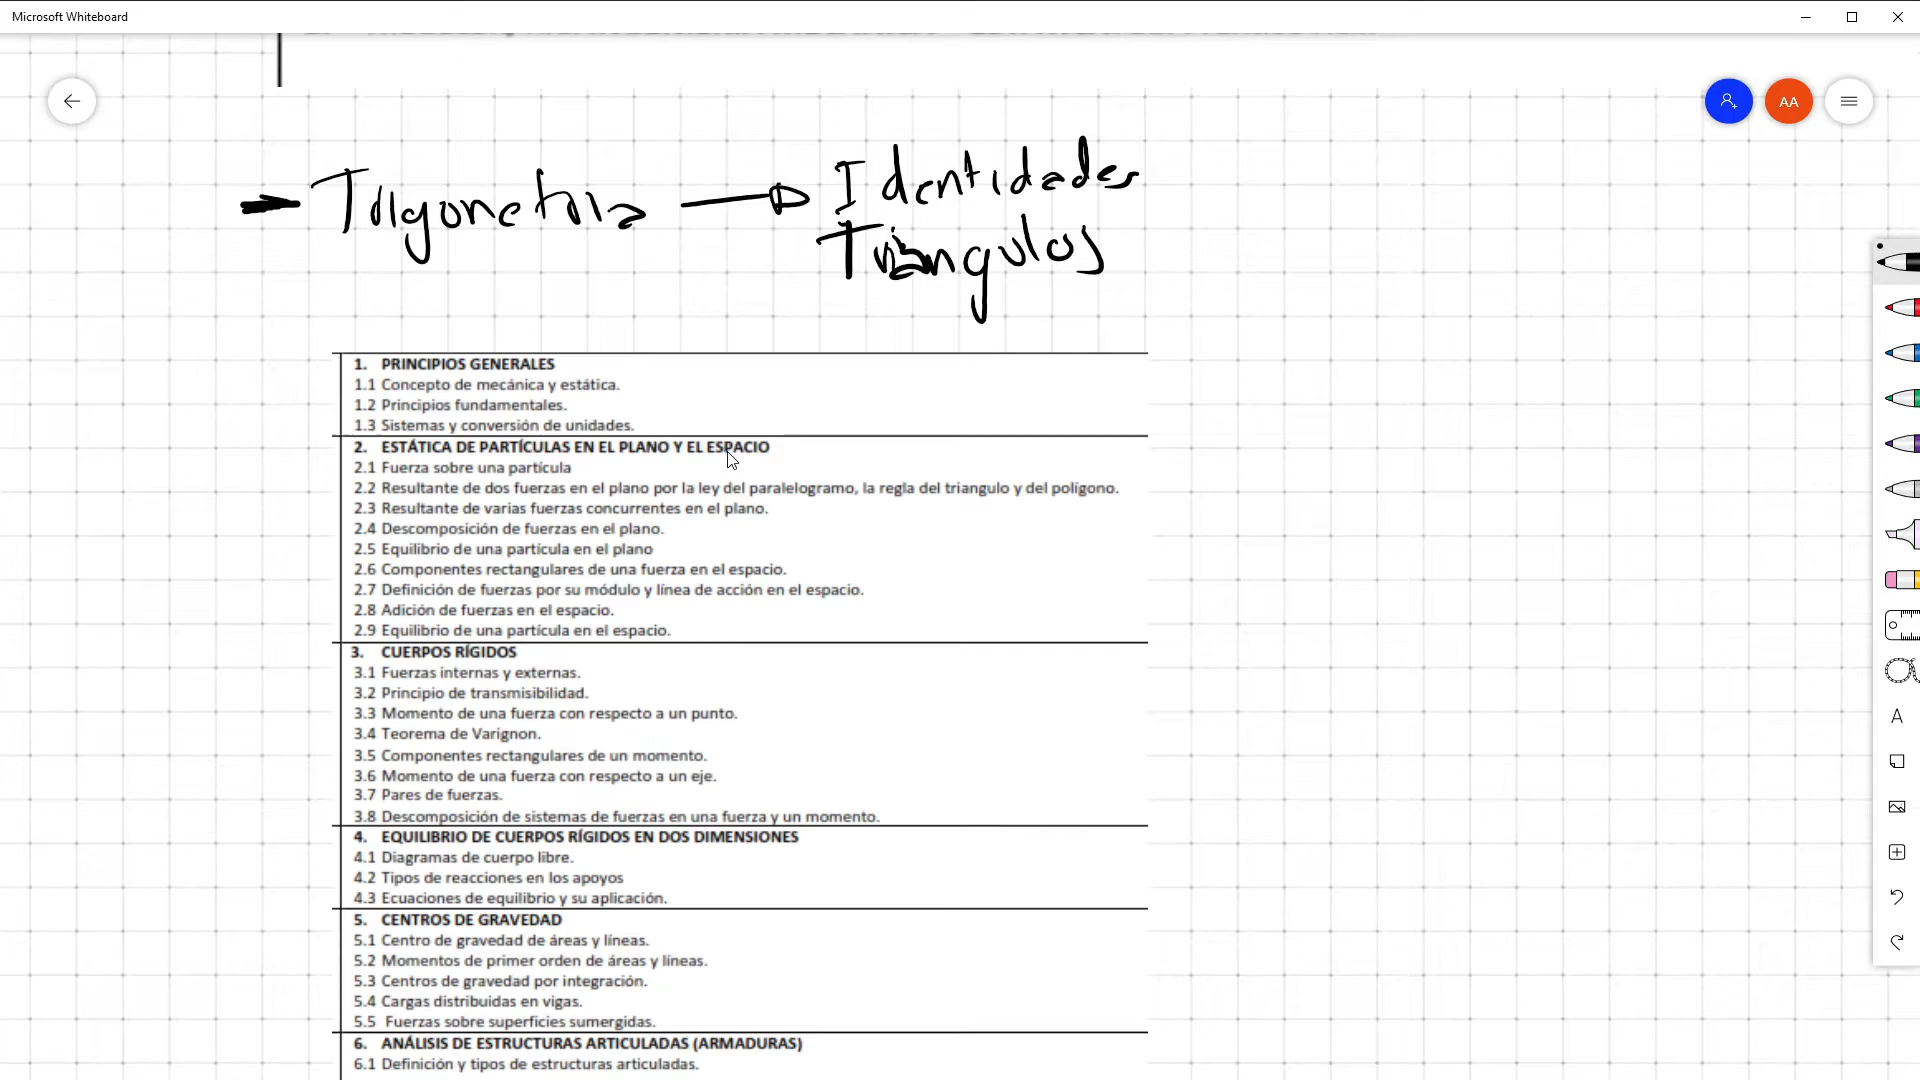 Microsoft Whiteboard
AA
Trigonometria
Identidades
Triangulos
1. PRINCIPIOS GENERALES
1.1 Concepto de mecánica y estática.
1.2 Principios fundamentales.
1.3 Sistemas y conversión de unidades.
2. ESTÁTICA DE PARTÍCULAS EN EL PLANO Y EL ESPACIO
2.1 Fuerza sobre una partícula
2.2 Resultante de dos fuerzas en el plano por la ley del paralelogramo, la regla del triangulo y del polígono.
2.3 Resultante de varias fuerzas concurrentes en el plano.
2.4 Descomposición de fuerzas en el plano.
2.5 Equilibrio de una partícula en el plano
2.6 Componentes rectangulares de una fuerza en el espacio.
2.7 Definición de fuerzas por su módulo y línea de acción en el espacio.
2.8 Adición de fuerzas en el espacio.
2.9 Equilibrio de una partícula en el espacio.
3. CUERPOS RÍGIDOS
3.1 Fuerzas internas y externas.
3.2 Principio de transmisibilidad.
3.3 Momento de una fuerza con respecto a un punto.
3.4 Teorema de Varignon.
3.5 Componentes rectangulares de un momento.
3.6 Momento de una fuerza con respecto a un eje.
3.7 Pares de fuerzas.
3.8 Descomposición de sistemas de fuerzas en una fuerza y un momento.
4. EQUILIBRIO DE CUERPOS RÍGIDOS EN DOS DIMENSIONES
4.1 Diagramas de cuerpo libre.
4.2 Tipos de reacciones en los apoyos
4.3 Ecuaciones de equilibrio y su aplicación.
5. CENTROS DE GRAVEDAD
5.1 Centro de gravedad de áreas y líneas.
5.2 Momentos de primer orden de áreas y líneas.
5.3 Centros de gravedad por integración.
5.4 Cargas distribuidas en vigas.
5.5 Fuerzas sobre superficies sumergidas.
6. ANÁLISIS DE ESTRUCTURAS ARTICULADAS (ARMADURAS)
6.1 Definición y tipos de estructuras articuladas.